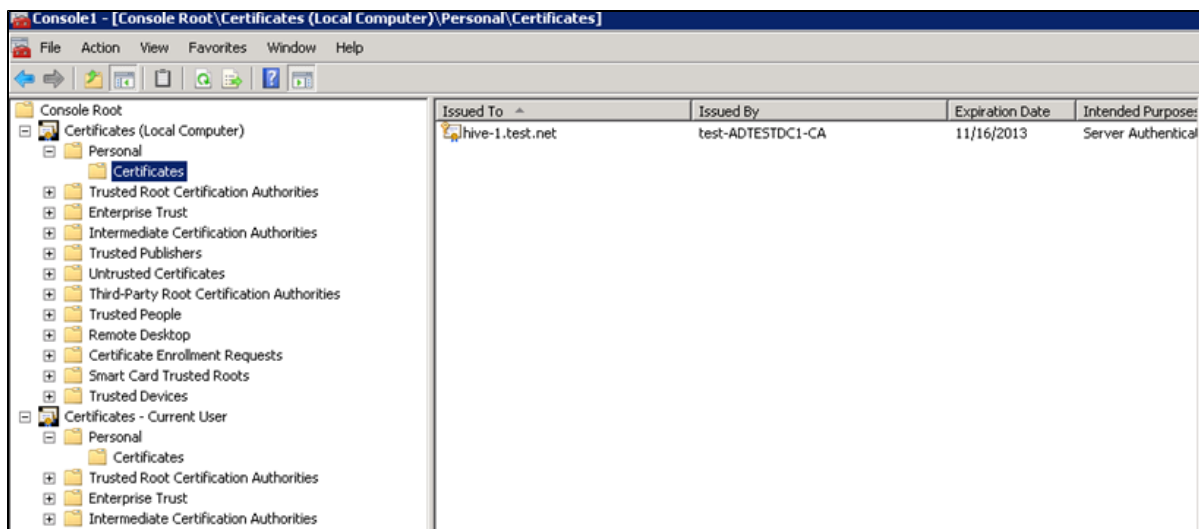 Console1 - [Console Root\Certificates (Local Computer)\Personal\Certificates]
File Action View Favorites Window Help
Console Root
Certificates (Local Computer)
Personal
Certificates
Trusted Root Certification Authorities
Enterprise Trust
Intermediate Certification Authorities
Trusted Publishers
Untrusted Certificates
Third-Party Root Certification Authorities
Trusted People
Remote Desktop
Certificate Enrollment Requests
Smart Card Trusted Roots
Trusted Devices
Certificates - Current User
Personal
Certificates
Trusted Root Certification Authorities
Enterprise Trust
Intermediate Certification Authorities
Issued To Issued By Expiration Date Intended Purposes
hive-1.test.net test-ADTESTDC1-CA 11/16/2013 Server Authentica